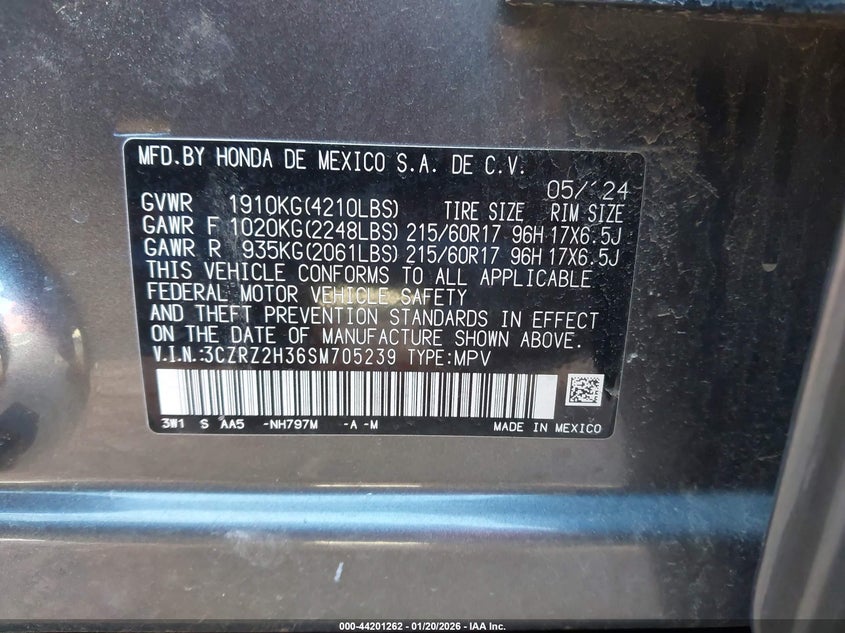 MFD.BY HONDA DE MEXICO S.A. DE C.V.
05/'24
GVWR 1910KG(4210LBS) TIRE SIZE RIM SIZE
GAWR F 1020KG(2248LBS) 215/60R17 96H 17X6.5J
GAWR R 935KG(2061LBS) 215/60R17 96H 17X6.5J
THIS VEHICLE CONFORMS TO ALL APPLICABLE
FEDERAL MOTOR VEHICLE SAFETY
AND THEFT PREVENTION STANDARDS IN EFFECT
ON THE DATE OF MANUFACTURE SHOWN ABOVE.
V.I.N.:3CZRZ2H36SM705239 TYPE:MPV
3W1 S AA5 -NH797M -A -M MADE IN MEXICO
000-44201262 - 01/20/2026 - IAA Inc.